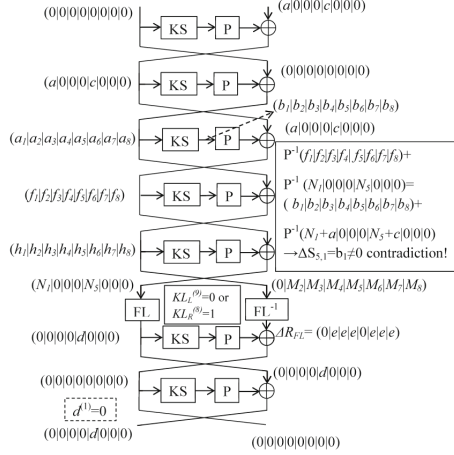 (0|0|0|0|0|0|0|0)
(a|0|0|0|c|0|0|0)
KS
P
(a|0|0|0|c|0|0|0)
(0|0|0|0|0|0|0|0)
KS
P
(b1|b2|b3|b4|b5|b6|b7|b8)
(a1|a2|a3|a4|a5|a6|a7|a8)
(a|0|0|0|c|0|0|0)
KS
P
P-1(f1|f2|f3|f4| f5|f6|f7|f8)+
P-1 (N1|0|0|0|N5|0|0|0)=
( b1|b2|b3|b4|b5|b6|b7|b8)+
P-1(N1+a|0|0|0|N5+c|0|0|0)
→ΔS5,1=b1≠0 contradiction!
(f1|f2|f3|f4|f5|f6|f7|f8)
KS
P
(h1|h2|h3|h4|h5|h6|h7|h8)
KS
P
(N1|0|0|0|N5|0|0|0)
(0|M2|M3|M4|M5|M6|M7|M8)
FL
KLL(9)=0 or
KLR(8)=1
FL-1
(0|0|0|0|d|0|0|0)
KS
P
ΔRFL= (0|e|e|e|0|e|e|e)
(0|0|0|0|0|0|0|0)
(0|0|0|0|d|0|0|0)
KS
P
d(1)=0
(0|0|0|0|d|0|0|0)
(0|0|0|0|0|0|0|0)